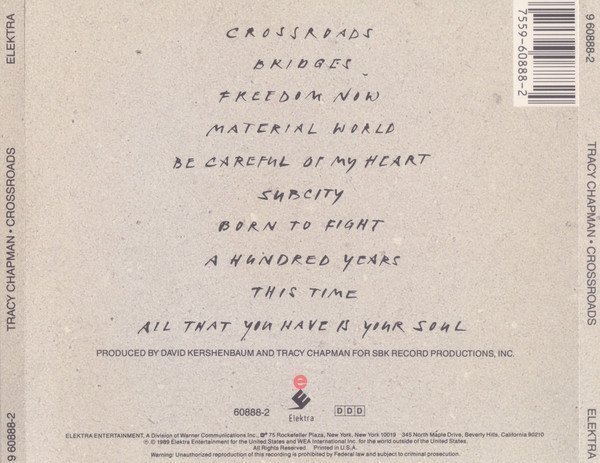 ELEKTRA
TRACY CHAPMAN • CROSSROADS
9 60888-2
CROSSROADS
BRIDGES
FREEDOM NOW
MATERIAL WORLD
BE CAREFUL OF MY HEART
SUBCITY
BORN TO FIGHT
A HUNDRED YEARS
THIS TIME
ALL THAT YOU HAVE IS YOUR SOUL
PRODUCED BY DAVID KERSHENBAUM AND TRACY CHAPMAN FOR SBK RECORD PRODUCTIONS, INC.
e
E
60888-2
Elektra
DDD
ELEKTRA ENTERTAINMENT, A Division of Warner Communications Inc., 75 Rockefeller Plaza, New York, New York 10019 345 North Maple Drive, Beverly Hills, California 90210
℗ © 1989 Elektra Entertainment for the United States and WEA International Inc. for the world outside of the United States.
All Rights Reserved Printed in U.S.A.
Warning: Unauthorized reproduction of this recording is prohibited by Federal law and subject to criminal prosecution.
7559-60888-2
9 60888-2
TRACY CHAPMAN • CROSSROADS
ELEKTRA